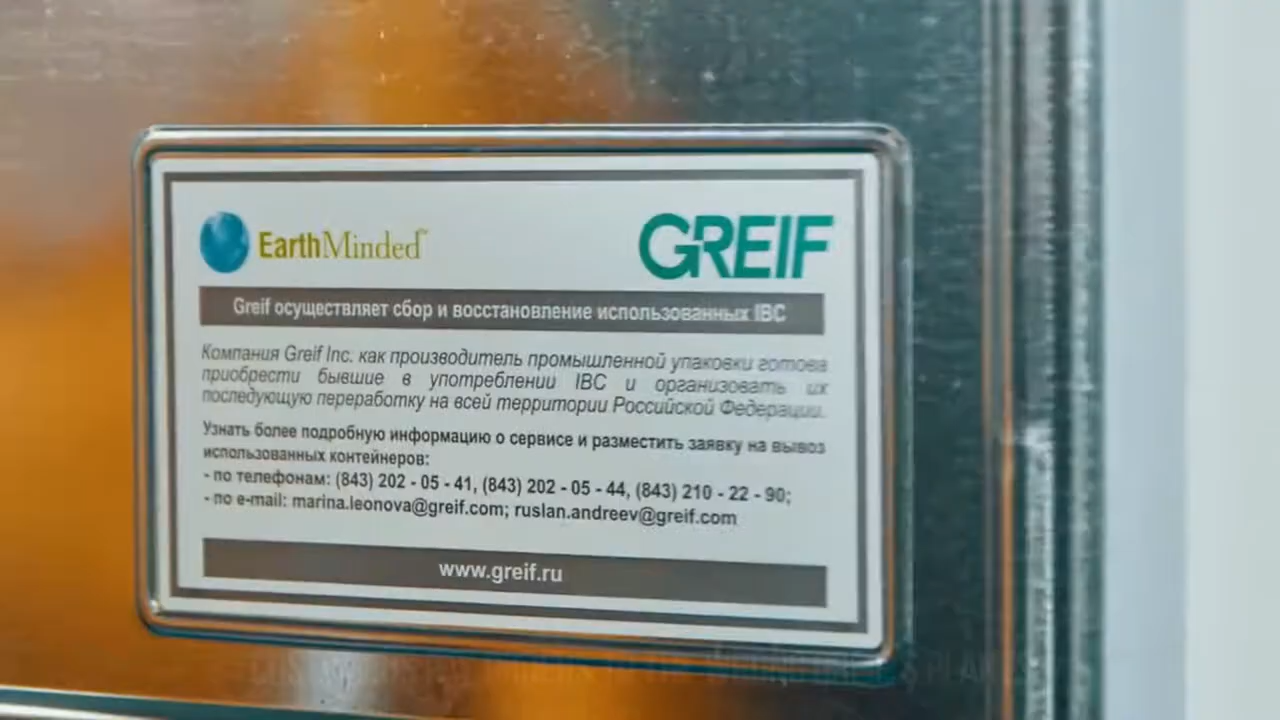 EarthMinded™
GREIF
Greif осуществляет сбор и восстановление использованных IBC
Компания Greif Inc. как производитель промышленной упаковки готова
приобрести бывшие в употреблении IBC и организовать их
последующую переработку на всей территории Российской Федерации.
Узнать более подробную информацию о сервисе и разместить заявку на вывоз
использованных контейнеров:
- по телефонам: (843) 202 - 05 - 41, (843) 202 - 05 - 44, (843) 210 - 22 - 90;
- по e-mail: marina.leonova@greif.com; ruslan.andreev@greif.com
www.greif.ru